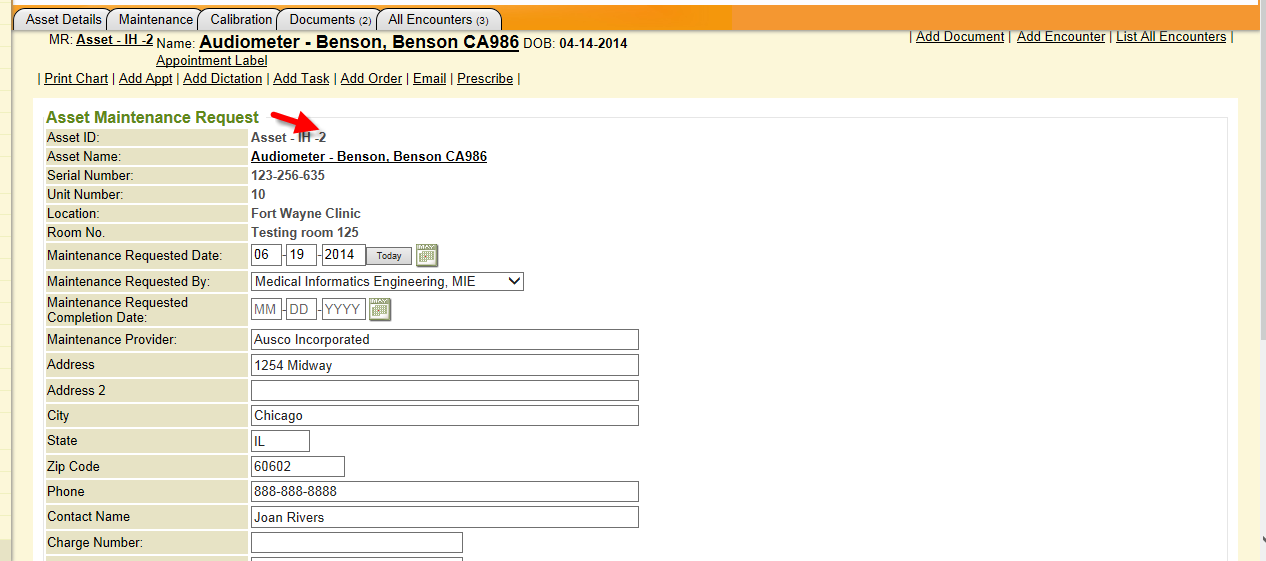 Asset Details Maintenance Calibration Documents (2) All Encounters (3)
MR: Asset - IH -2 Name: Audiometer - Benson, Benson CA986 DOB: 04-14-2014 | Add Document | Add Encounter | List All Encounters |
Appointment Label
| Print Chart | Add Appt | Add Dictation | Add Task | Add Order | Email | Prescribe |
Asset Maintenance Request
Asset ID: Asset - IH -2
Asset Name: Audiometer - Benson, Benson CA986
Serial Number: 123-256-635
Unit Number: 10
Location: Fort Wayne Clinic
Room No. Testing room 125
Maintenance Requested Date: 06 - 19 - 2014 Today
Maintenance Requested By: Medical Informatics Engineering, MIE
Maintenance Requested
Completion Date: MM - DD - YYYY
Maintenance Provider: Ausco Incorporated
Address 1254 Midway
Address 2
City Chicago
State IL
Zip Code 60602
Phone 888-888-8888
Contact Name Joan Rivers
Charge Number: